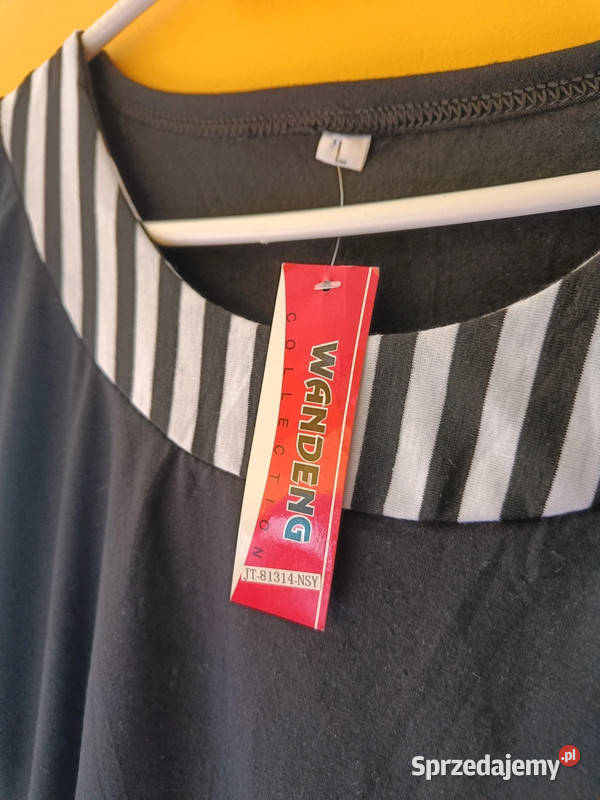 L
WANDENG
COLLECTION
JT-81314-NSY
Sprzedajemy.pl